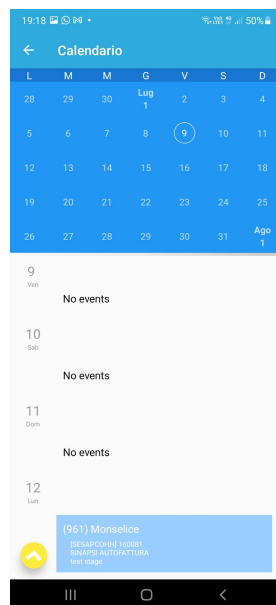 19:18
50%
Calendario
L M M G V S D
28 29 30 Lug 1 2 3 4
5 6 7 8 9 10 11
12 13 14 15 16 17 18
19 20 21 22 23 24 25
26 27 28 29 30 31 Ago 1
9
Ven
No events
10
Sab
No events
11
Dom
No events
12
Lun
(961) Monselice
[SESAPCOHH] 160081
SINAPSI AUTOFATTURA
test stage